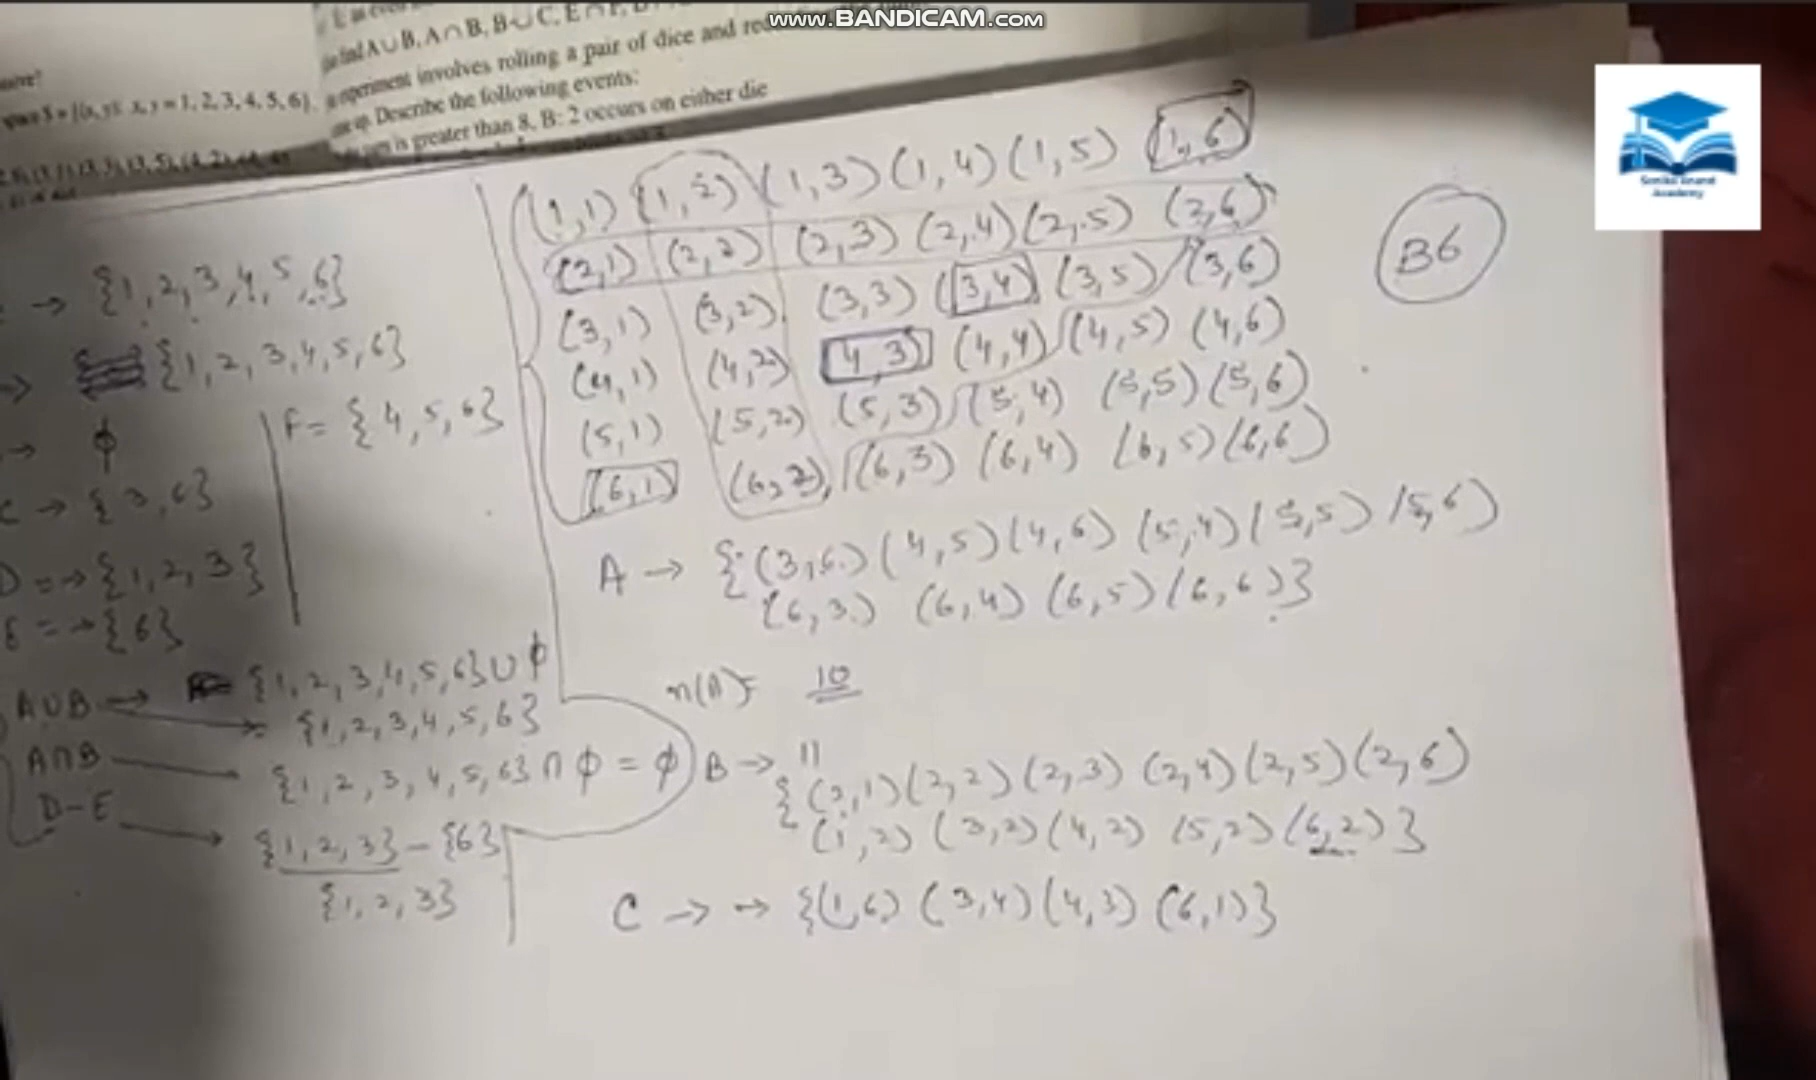 www.BANDICAM.com
find A∪B, A∩B, B∪C, E∩F, D
experiment involves rolling a pair of dice and
Describe the following events:
is greater than 8, B: 2 occurs on either die
S = {(x, y): x, y = 1, 2, 3, 4, 5, 6}.
Academy
B6
→ {1, 2, 3, 4, 5, 6}
→ {1, 2, 3, 4, 5, 6}
→ ϕ
C → {3, 6}
D = → {1, 2, 3}
E = → {6}
F = {4, 5, 6}
A∪B → {1, 2, 3, 4, 5, 6} ∪ ϕ
→ {1, 2, 3, 4, 5, 6}
A∩B → {1, 2, 3, 4, 5, 6} ∩ ϕ = ϕ
D-E → {1, 2, 3} - {6}
{1, 2, 3}
(1,1) (1,2) (1,3) (1,4) (1,5) (1,6)
(2,1) (2,2) (2,3) (2,4) (2,5) (2,6)
(3,1) (3,2) (3,3) (3,4) (3,5) (3,6)
(4,1) (4,2) (4,3) (4,4) (4,5) (4,6)
(5,1) (5,2) (5,3) (5,4) (5,5) (5,6)
(6,1) (6,2) (6,3) (6,4) (6,5) (6,6)
A → {(3,6) (4,5) (4,6) (5,4) (5,5) (5,6)
(6,3) (6,4) (6,5) (6,6)}
n(A) = 10
B → 11
{(2,1) (2,2) (2,3) (2,4) (2,5) (2,6)
(1,2) (3,2) (4,2) (5,2) (6,2)}
C → → {(1,6) (3,4) (4,3) (6,1)}